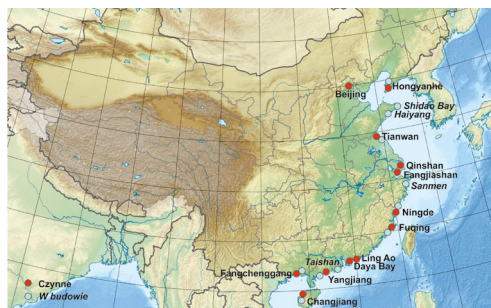 Beijing
Hongyanhe
Shidao Bay
Haiyang
Tianwan
Qinshan
Fangjiashan
Sanmen
Ningde
Fuqing
Taishan
Ling Ao
Daya Bay
Fangchenggang
Yangjiang
Changjiang
Czynne
W budowie